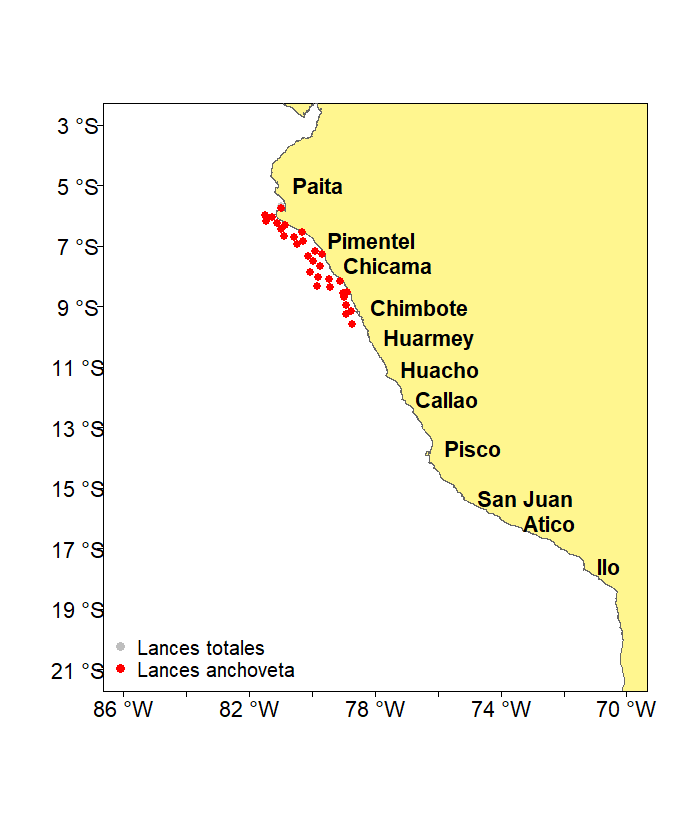 3 °S
5 °S
Paita
7 °S
Pimentel
Chicama
9 °S
Chimbote
Huarmey
11 °S
Huacho
Callao
13 °S
Pisco
15 °S
San Juan
Atico
17 °S
Ilo
19 °S
Lances totales
21 °S
Lances anchoveta
86 °W
82 °W
78 °W
74 °W
70 °W